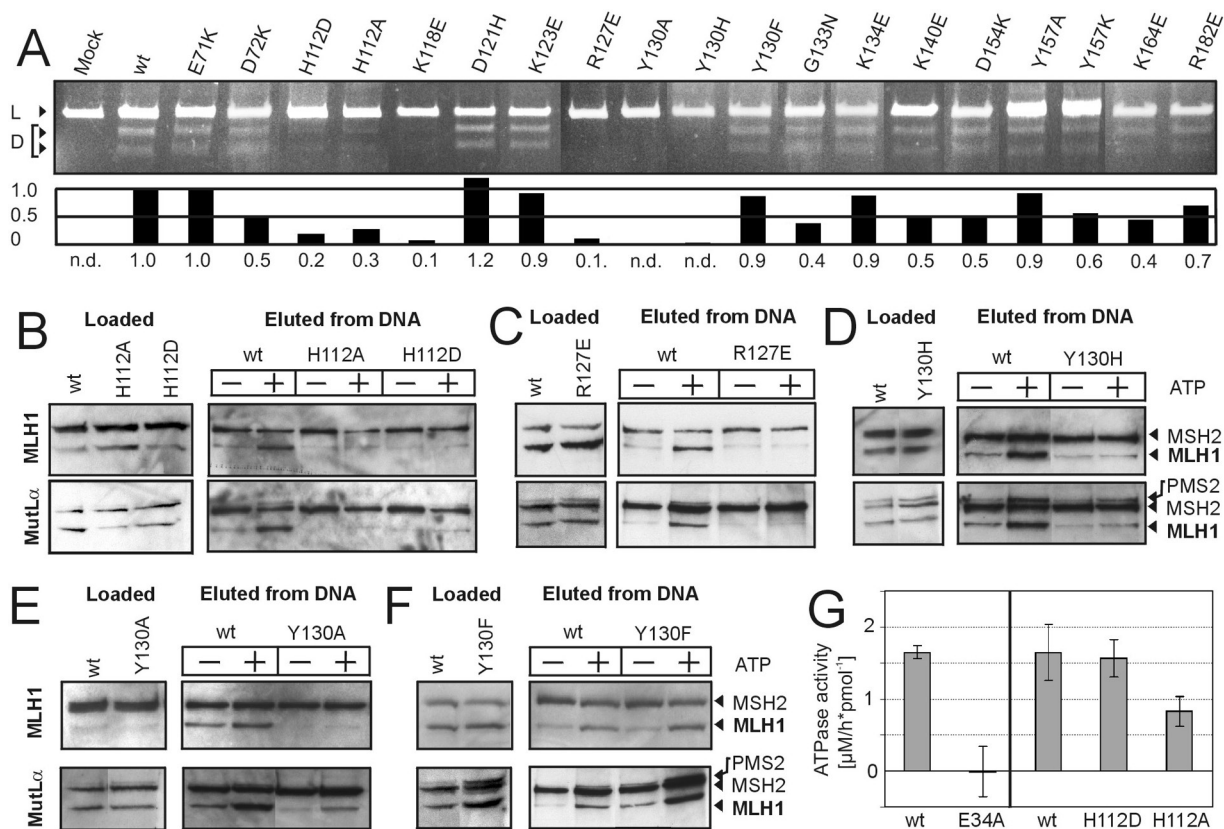 A
Mock wt E71K D72K H112D H112A K118E D121H K123E R127E Y130A Y130H Y130F G133N K134E K140E D154K Y157A Y157K K164E R182E
L
D
1.0
0.5
0
n.d. 1.0 1.0 0.5 0.2 0.3 0.1 1.2 0.9 0.1. n.d. n.d. 0.9 0.4 0.9 0.5 0.5 0.9 0.6 0.4 0.7
B
Loaded Eluted from DNA
wt H112A H112D wt H112A H112D
− + − + − +
MLH1
MutLα
C
Loaded Eluted from DNA
wt R127E wt R127E
− + − +
D
Loaded Eluted from DNA
wt Y130H wt Y130H
− + − + ATP
MSH2
MLH1
PMS2
MSH2
MLH1
E
Loaded Eluted from DNA
wt Y130A wt Y130A
− + − + ATP
MLH1
MutLα
F
Loaded Eluted from DNA
wt Y130F wt Y130F
− + − +
MSH2
MLH1
PMS2
MSH2
MLH1
G
ATPase activity
[µM/h*pmol⁻¹]
2
1
0
wt E34A wt H112D H112A